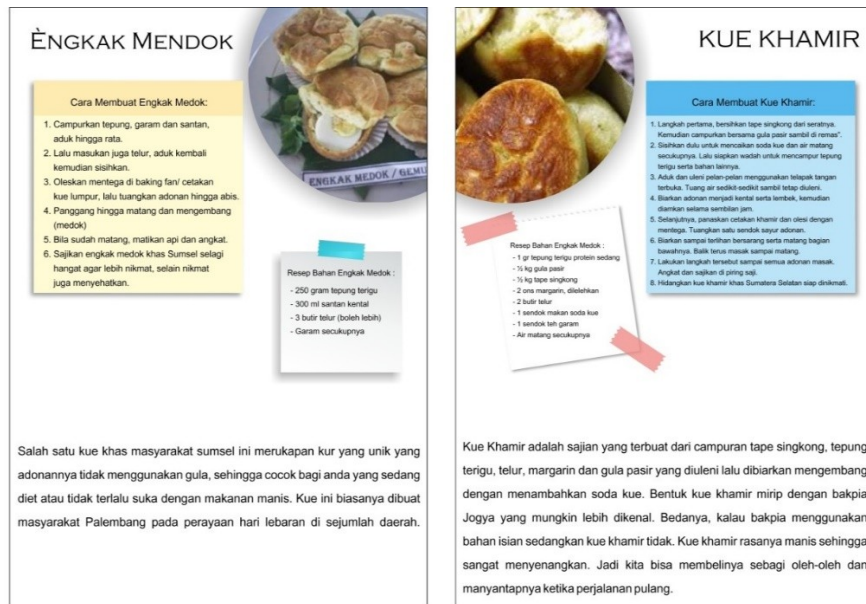 ÈNGKAK MENDOK
Cara Membuat Engkak Medok:
1. Campurkan tepung, garam dan santan,
aduk hingga rata.
2. Lalu masukan juga telur, aduk kembali
kemudian sisihkan.
3. Oleskan mentega di baking fan/ cetakan
kue lumpur, lalu tuangkan adonan hingga abis.
4. Panggang hingga matang dan mengembang
(medok)
5. Bila sudah matang, matikan api dan angkat.
6. Sajikan engkak medok khas Sumsel selagi
hangat agar lebih nikmat, selain nikmat
juga menyehatkan.
ENGKAK MEDOK / GEMU
Resep Bahan Engkak Medok :
- 250 gram tepung terigu
- 300 ml santan kental
- 3 butir telur (boleh lebih)
- Garam secukupnya
Salah satu kue khas masyarakat sumsel ini merukapan kur yang unik yang
adonannya tidak menggunakan gula, sehingga cocok bagi anda yang sedang
diet atau tidak terlalu suka dengan makanan manis. Kue ini biasanya dibuat
masyarakat Palembang pada perayaan hari lebaran di sejumlah daerah.
KUE KHAMIR
Cara Membuat Kue Khamir:
1. Langkah pertama, bersihkan tape singkong dari seratnya.
Kemudian campurkan bersama gula pasir sambil di remas".
2. Sisihkan dulu untuk mencaikan soda kue dan air matang
secukupnya. Lalu siapkan wadah untuk mencampur tepung
terigu serta bahan lainnya.
3. Aduk dan uleni pelan-pelan menggunakan telapak tangan
terbuka. Tuang air sedikit-sedikit sambil tetap diuleni.
4. Biarkan adonan menjadi kental serta lembek, kemudian
diamkan selama sembilan jam.
5. Selanjutnya, panaskan cetakan khamir dan olesi dengan
mentega. Tuangkan satu sendok sayur adonan.
6. Biarkan sampai terlihan bersarang serta matang bagian
bawahnya. Balik terus masak sampai matang.
7. Lakukan langkah tersebut sampai semua adonan masak.
Angkat dan sajikan di piring saji.
8. Hidangkan kue khamir khas Sumatera Selatan siap dinikmati.
Resep Bahan Engkak Medok :
- 1 gr tepung terigu protein sedang
- ½ kg gula pasir
- ½ kg tape singkong
- 2 ons margarin, dilelehkan
- 2 butir telur
- 1 sendok makan soda kue
- 1 sendok teh garam
- Air matang secukupnya
Kue Khamir adalah sajian yang terbuat dari campuran tape singkong, tepung
terigu, telur, margarin dan gula pasir yang diuleni lalu dibiarkan mengembang
dengan menambahkan soda kue. Bentuk kue khamir mirip dengan bakpia
Jogya yang mungkin lebih dikenal. Bedanya, kalau bakpia menggunakan
bahan isian sedangkan kue khamir tidak. Kue khamir rasanya manis sehingga
sangat menyenangkan. Jadi kita bisa membelinya sebagi oleh-oleh dan
manyantapnya ketika perjalanan pulang.